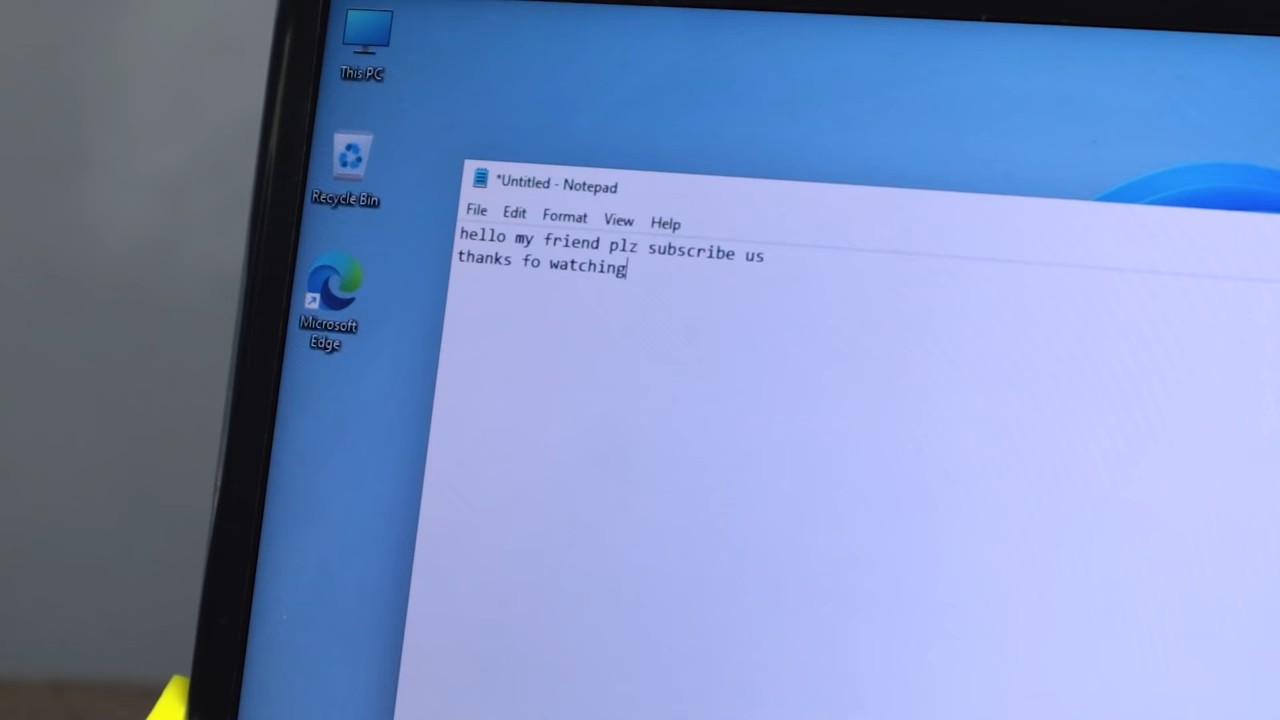 This PC
Recycle Bin
Microsoft
Edge
*Untitled - Notepad
File Edit Format View Help
hello my friend plz subscribe us
thanks fo watching